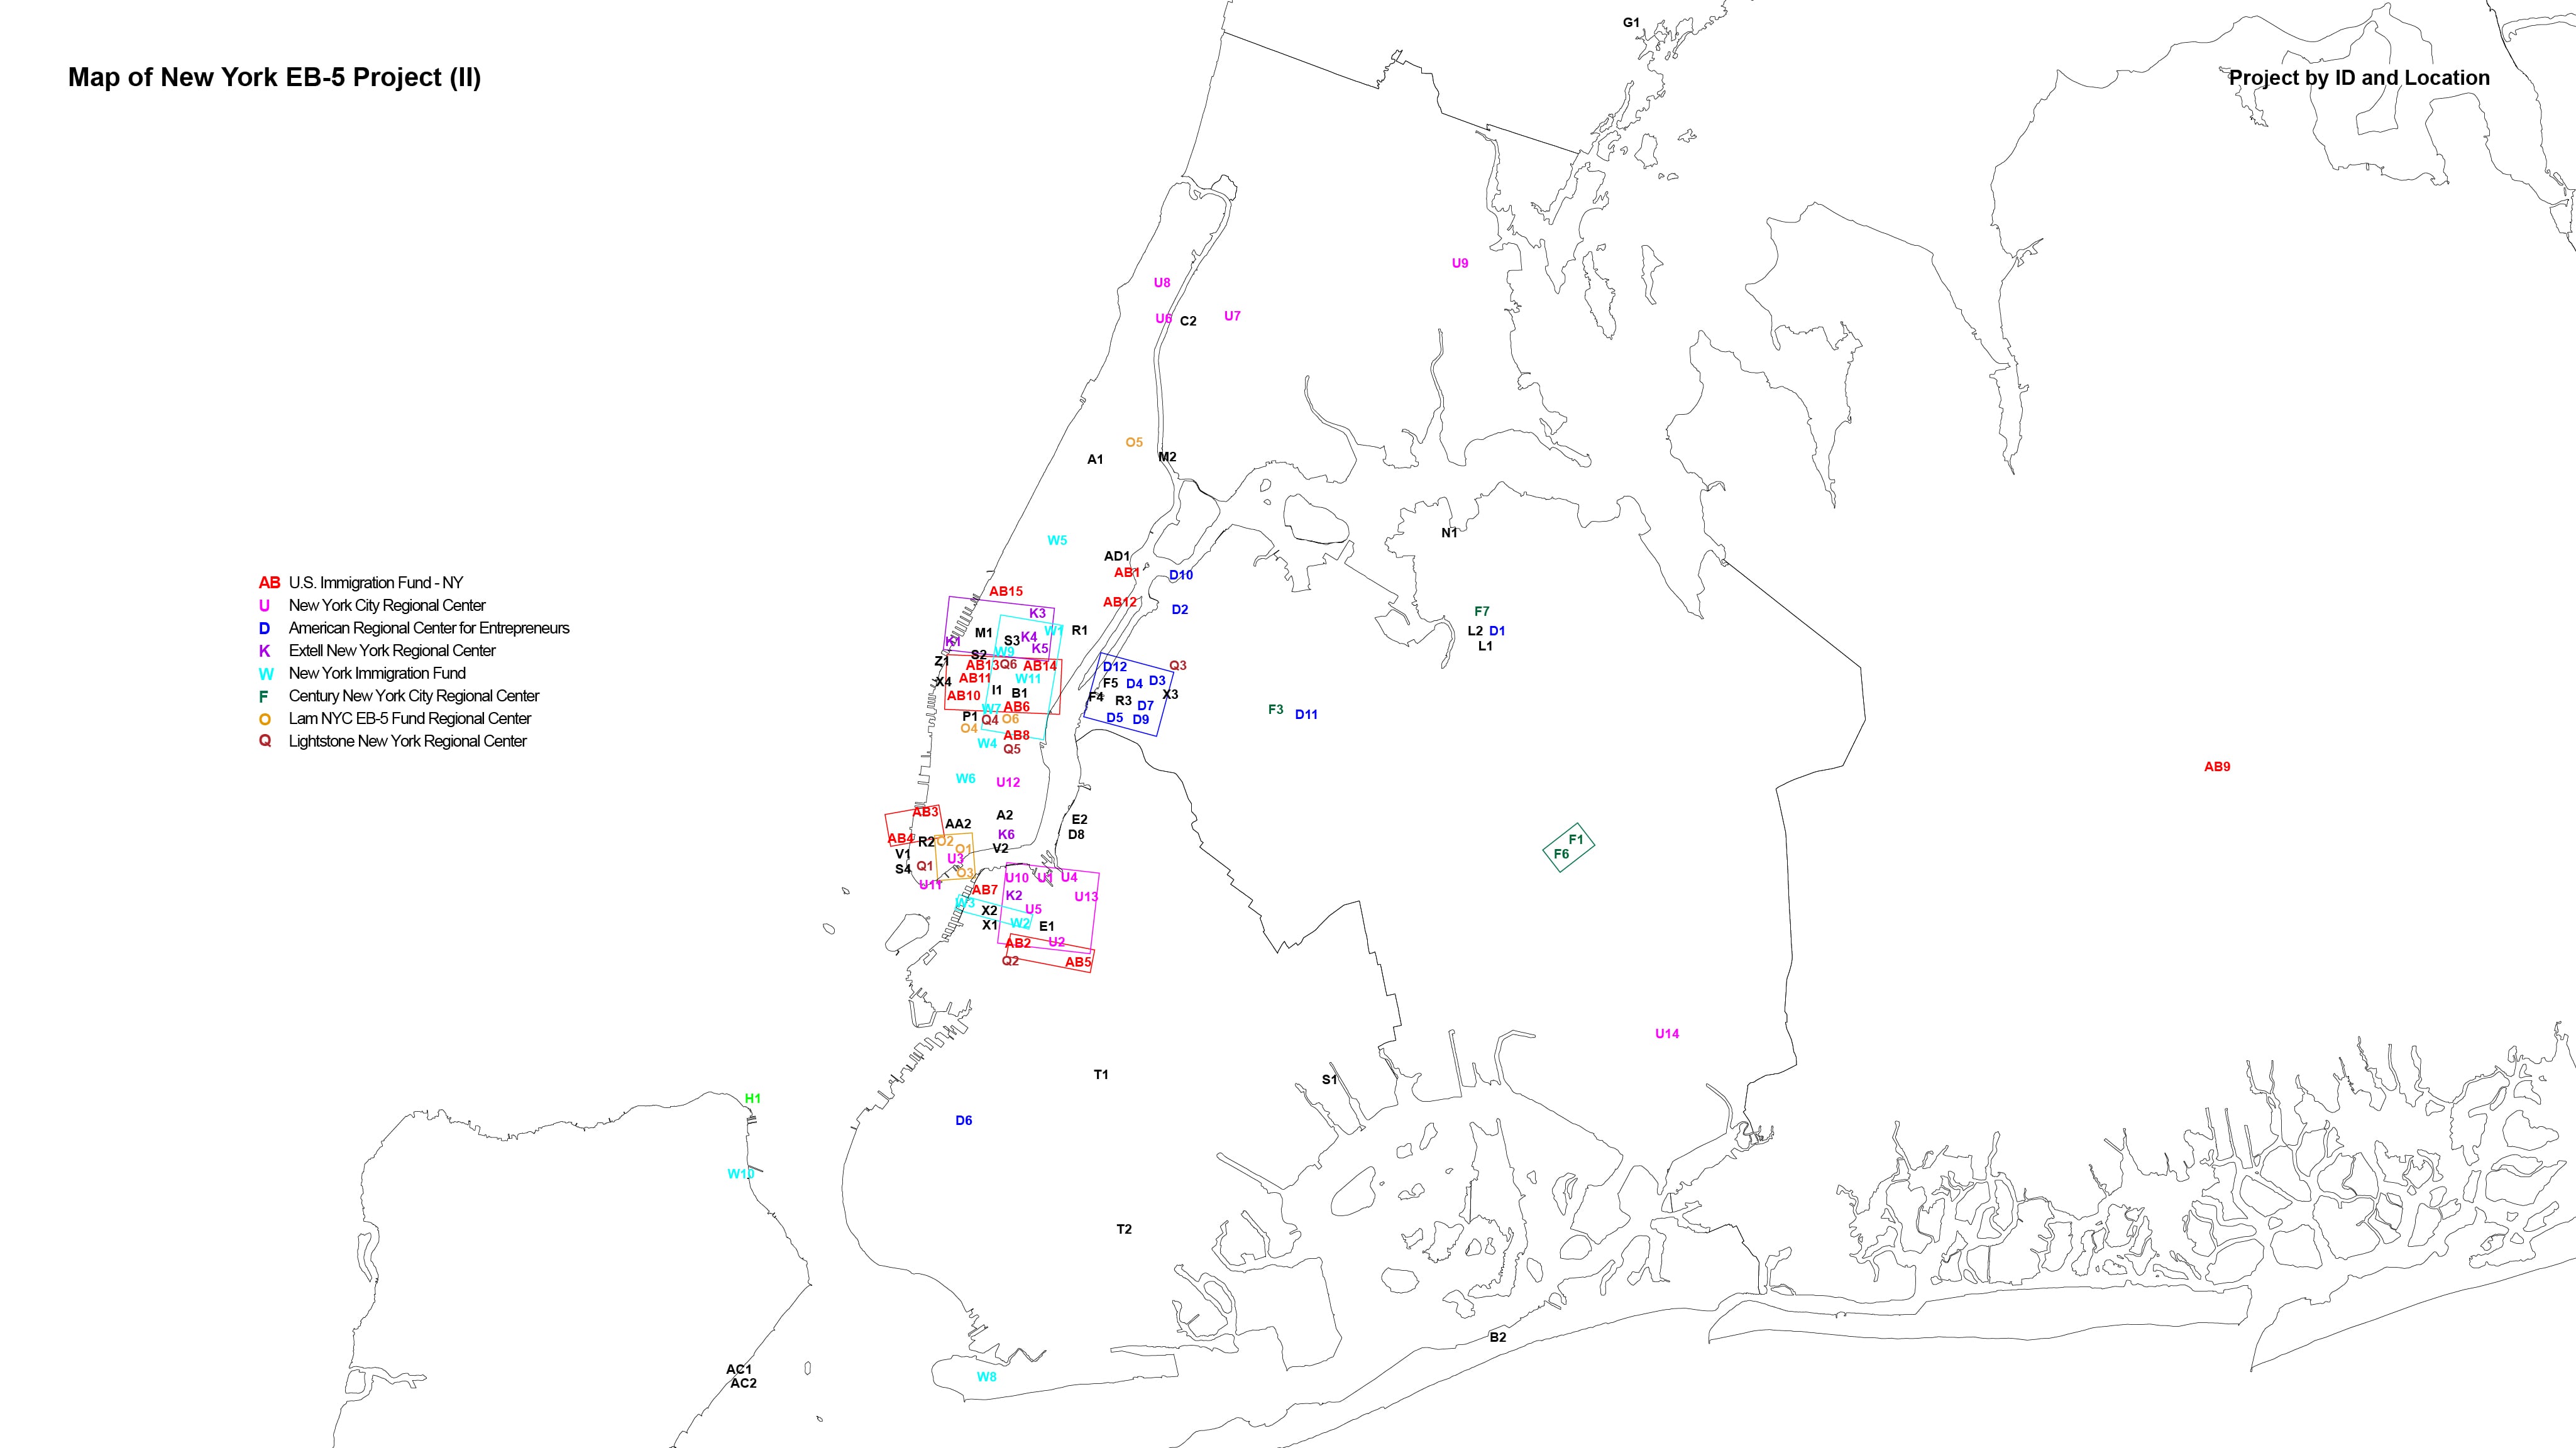 G1
Map of New York EB-5 Project (II)
Project by ID and Location
U9
U8
U6
C2
U7
O5
A1
M2
N1
W5
AD1
AB1
D10
AB U.S. Immigration Fund - NY
U New York City Regional Center
D American Regional Center for Entrepreneurs
K Extell New York Regional Center
W New York Immigration Fund
F Century New York City Regional Center
O Lam NYC EB-5 Fund Regional Center
Q Lightstone New York Regional Center
AB15
AB12
D2
F7
K3
M1
W1
R1
L2 D1
K1
S3
K4
L1
K5
S2
W9
Z1
AB13
Q6
AB14
D12
Q3
X4
AB11
W11
F5
D4
D3
AB10
I1
B1
F4
R3
X3
W7
AB6
D7
F3
D11
P1
Q4
O6
D5
D9
O4
AB8
W4
Q5
AB9
W6
U12
AB3
A2
E2
AA2
AB4
R2
O2
K6
D8
F1
V1
O1
V2
F6
S4
Q1
U3
O3
U11
U10
U1
U4
AB7
K2
U13
W3
X2
U5
X1
W2
E1
AB2
U2
Q2
AB5
U14
T1
S1
H1
D6
W10
T2
B2
AC1
AC2
W8